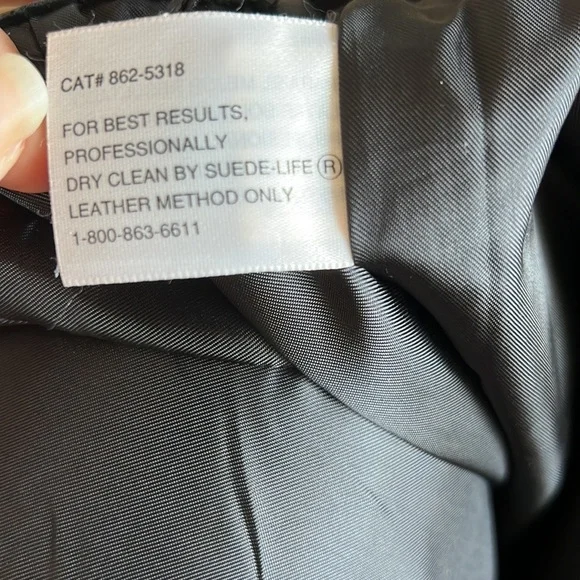 CAT# 862-5318
FOR BEST RESULTS,
PROFESSIONALLY
DRY CLEAN BY SUEDE-LIFE®
LEATHER METHOD ONLY
1-800-863-6611